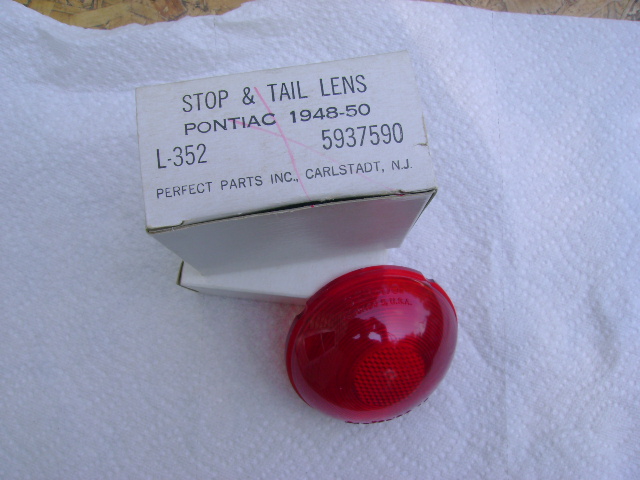 STOP & TAIL LENS
PONTIAC 1948-50
L-352 5937590
PERFECT PARTS INC., CARLSTADT, N.J.
U.S.A.